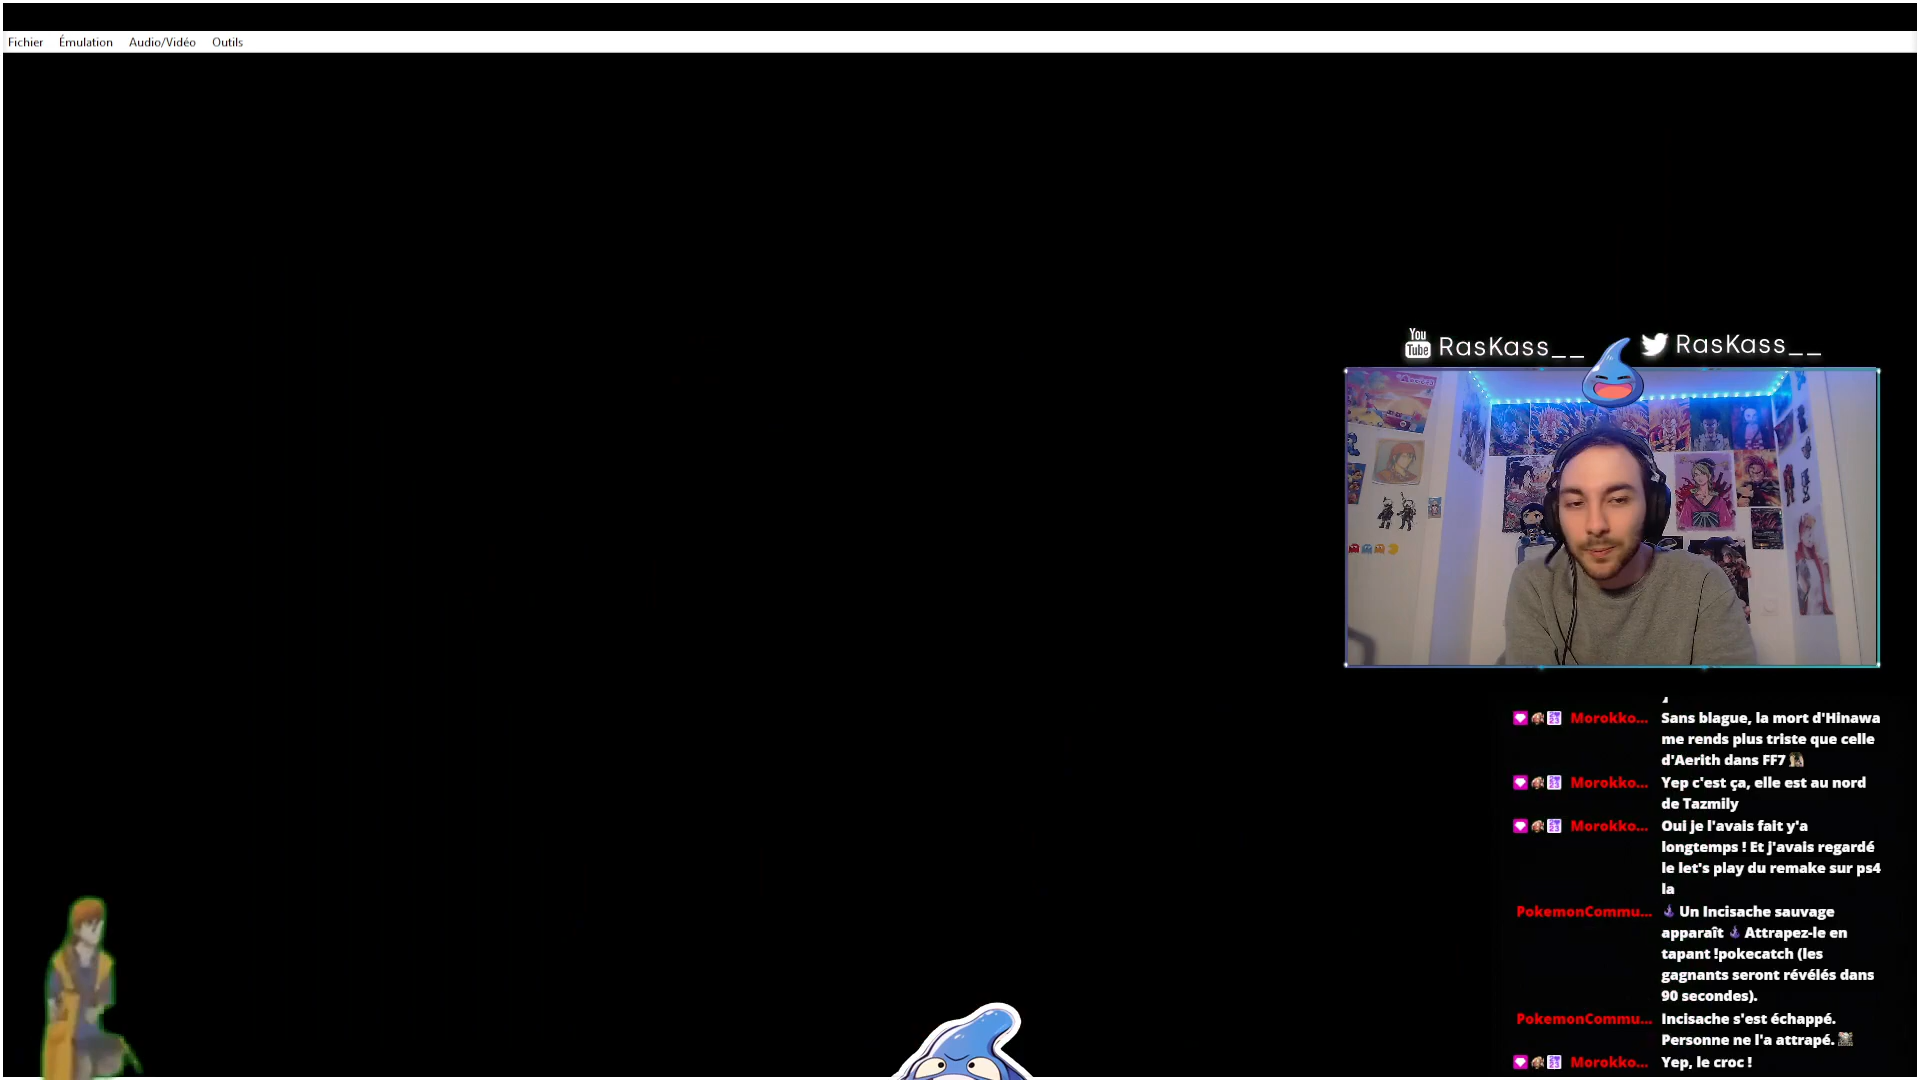 Fichier Émulation Audio/Vidéo Outils
You
Tube
RasKass__ RasKass__
Morokko... Sans blague, la mort d'Hinawa
me rends plus triste que celle
d'Aerith dans FF7
Morokko... Yep c'est ça, elle est au nord
de Tazmily
Morokko... Oui je l'avais fait y'a
longtemps ! Et j'avais regardé
le let's play du remake sur ps4
la
PokemonCommu... Un Incisache sauvage
apparaît Attrapez-le en
tapant !pokecatch (les
gagnants seront révélés dans
90 secondes).
PokemonCommu... Incisache s'est échappé.
Personne ne l'a attrapé.
Morokko... Yep, le croc !